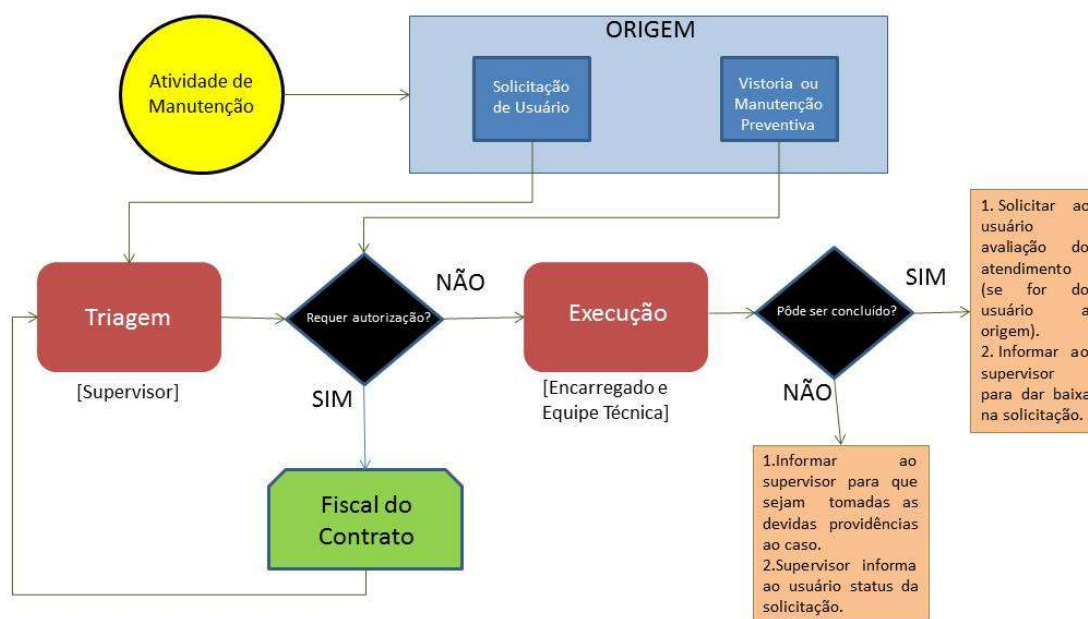 ORIGEM
Atividade de
Manutenção
Solicitação
de Usuário
Vistoria ou
Manutenção
Preventiva
Triagem
[Supervisor]
Requer autorização?
NÃO
SIM
Execução
[Encarregado e
Equipe Técnica]
Pôde ser concluído?
SIM
NÃO
1. Solicitar ao
usuário
avaliação do
atendimento
(se for do
usuário a
origem).
2. Informar ao
supervisor
para dar baixa
na solicitação.
Fiscal do
Contrato
1.Informar ao
supervisor para que
sejam tomadas as
devidas providências
ao caso.
2.Supervisor informa
ao usuário status da
solicitação.